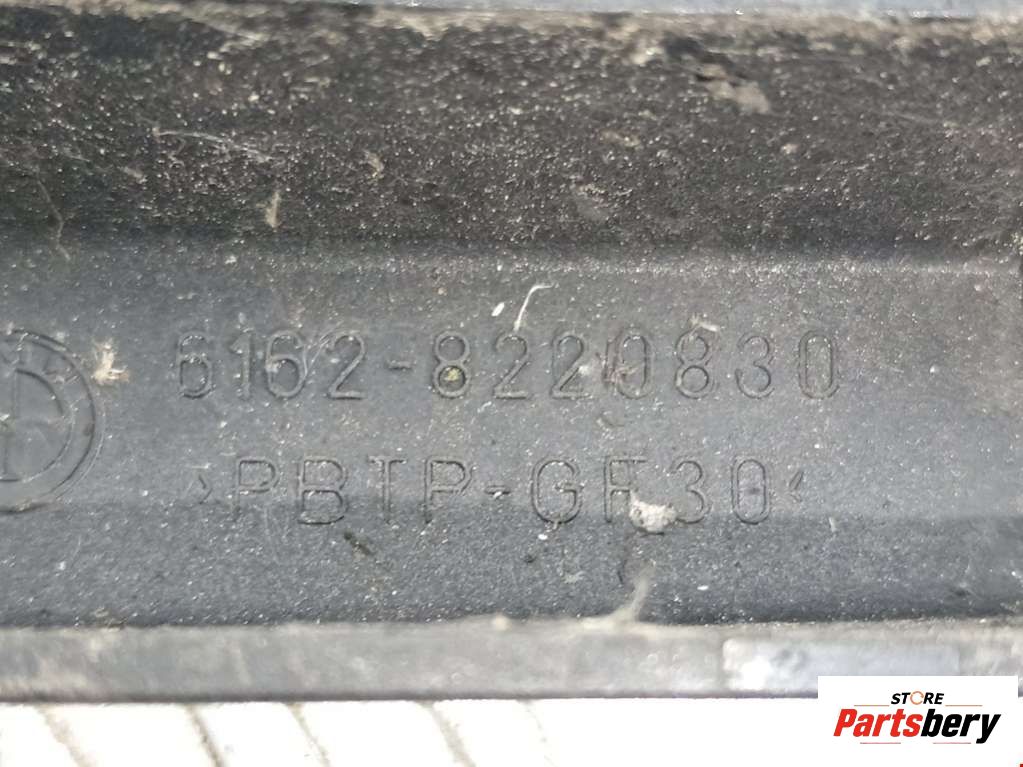 6162-8220830
>PBTP-GF30<
STORE
Partsbery